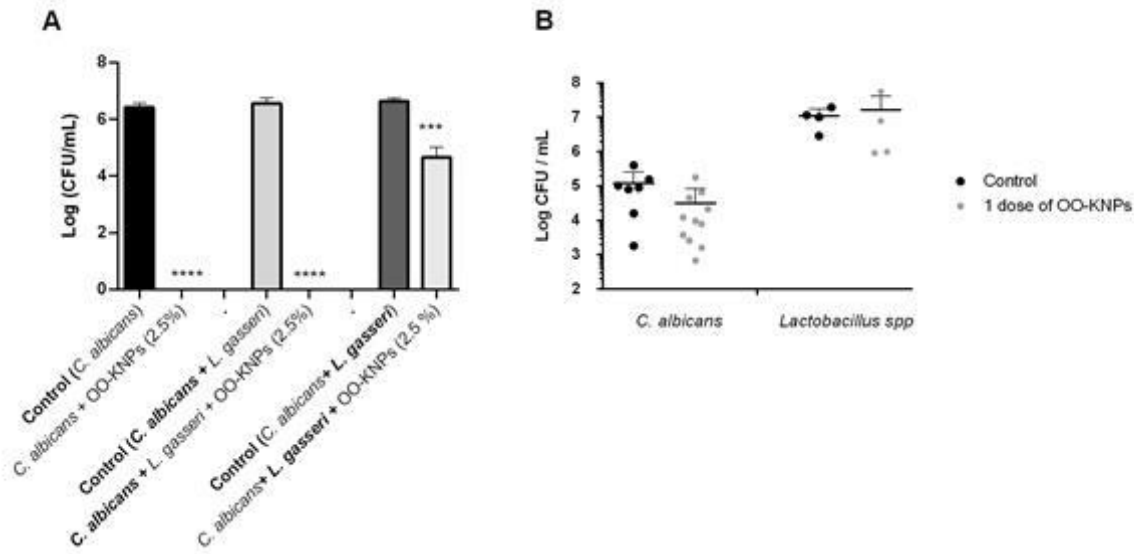 A
Log (CFU/mL)
8
6
4
2
0
****
****
***
Control (C. albicans)
C. albicans + OO-KNPs (2.5%)
.
Control (C. albicans + L. gasseri)
C. albicans + L. gasseri + OO-KNPs (2.5%)
.
Control (C. albicans+ L. gasseri)
C. albicans+ L. gasseri + OO-KNPs (2.5 %)
B
Log CFU / mL
8
7
6
5
4
3
2
C. albicans
Lactobacillus spp
Control
1 dose of OO-KNPs